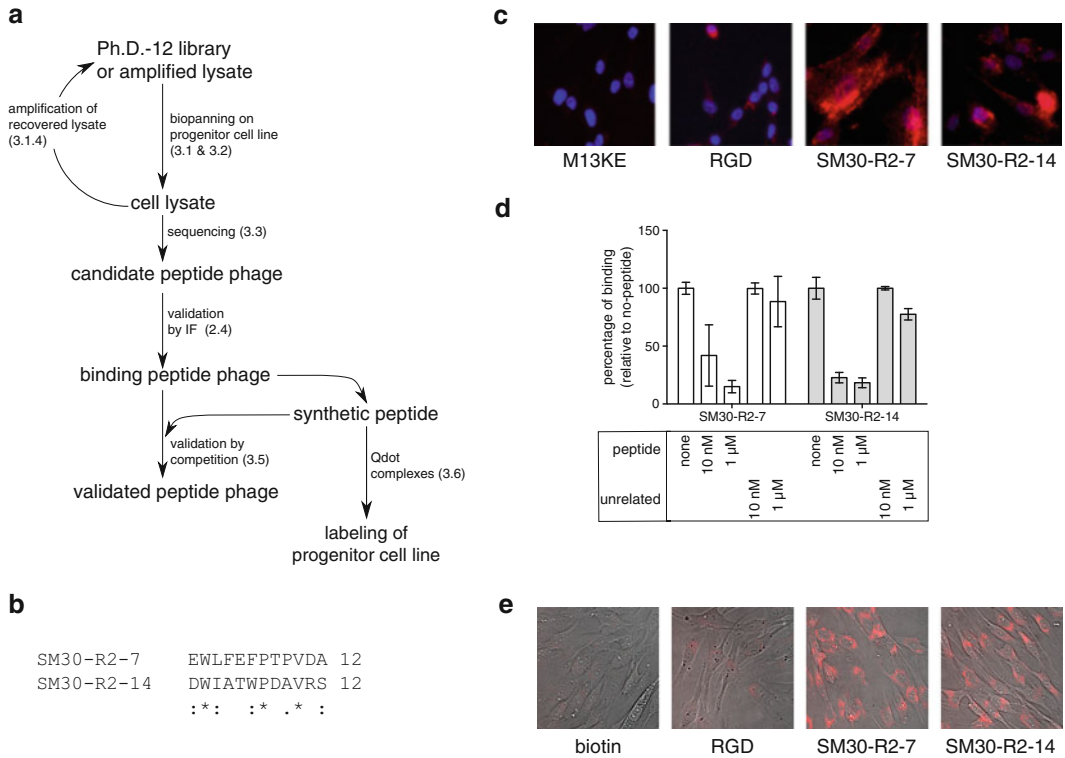 a
Ph.D.-12 library
or amplified lysate
amplification of
recovered lysate
(3.1.4)
biopanning on
progenitor cell line
(3.1 & 3.2)
cell lysate
sequencing (3.3)
candidate peptide phage
validation
by IF (2.4)
binding peptide phage
synthetic peptide
validation by
competition (3.5)
Qdot
complexes (3.6)
validated peptide phage
labeling of
progenitor cell line
b
SM30-R2-7 EWLFEFPTPVDA 12
SM30-R2-14 DWIATWPDAVRS 12
:*: :* .* :
c
M13KE RGD SM30-R2-7 SM30-R2-14
d
percentage of binding
(relative to no-peptide)
150
100
50
0
SM30-R2-7 SM30-R2-14
peptide none 10 nM 1 µM none 10 nM 1 µM
unrelated 10 nM 1 µM 10 nM 1 µM
e
biotin RGD SM30-R2-7 SM30-R2-14